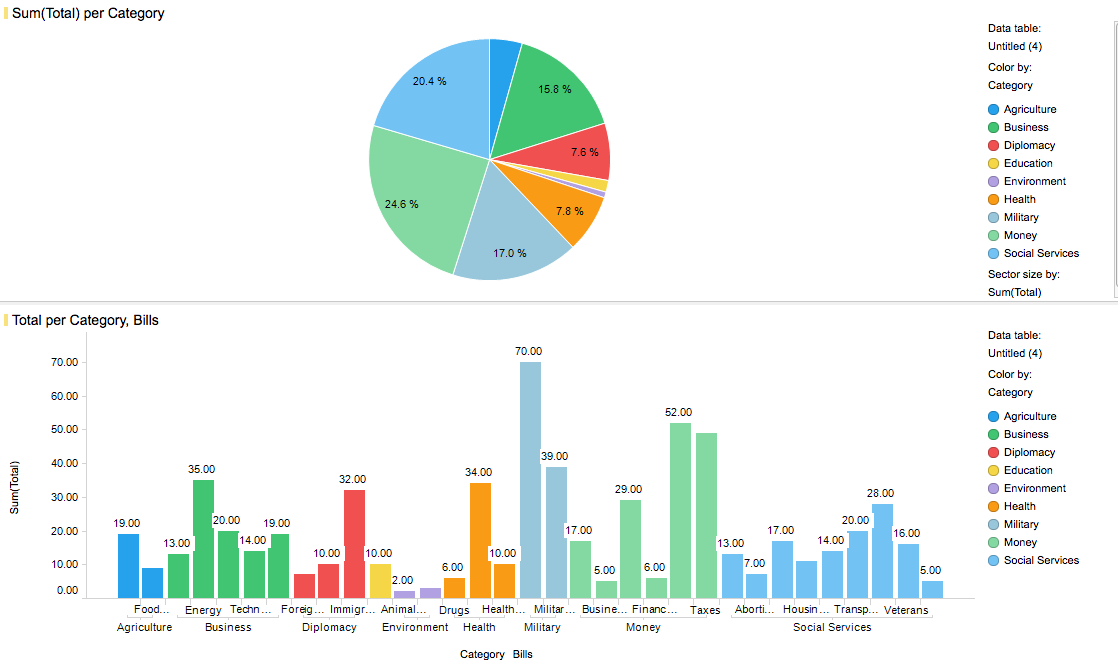 Sum(Total) per Category
20.4 %
15.8 %
7.6 %
7.8 %
17.0 %
24.6 %
Data table:
Untitled (4)
Color by:
Category
Agriculture
Business
Diplomacy
Education
Environment
Health
Military
Money
Social Services
Sector size by:
Sum(Total)
Total per Category, Bills
Sum(Total)
70.00
60.00
50.00
40.00
30.00
20.00
10.00
0.00
19.00
13.00
35.00
20.00
14.00
19.00
10.00
32.00
10.00
2.00
6.00
34.00
10.00
70.00
39.00
17.00
5.00
29.00
6.00
52.00
13.00
7.00
17.00
14.00
20.00
28.00
16.00
5.00
Food... Energy Techn... Foreig... Immigr... Animal... Drugs Health... Militar... Busine... Financ... Taxes Aborti... Housin... Transp... Veterans
Agriculture Business Diplomacy Environment Health Military Money Social Services
Category Bills
Data table:
Untitled (4)
Color by:
Category
Agriculture
Business
Diplomacy
Education
Environment
Health
Military
Money
Social Services